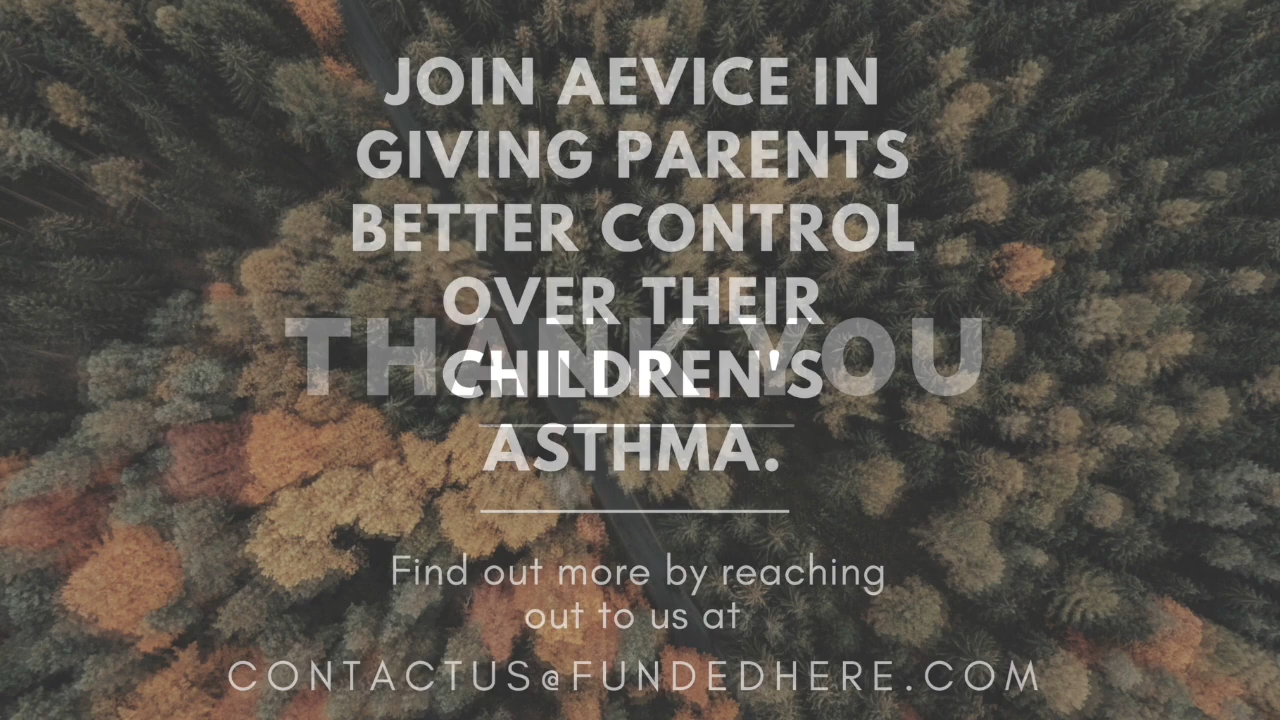 JOIN AEVICE IN
GIVING PARENTS
BETTER CONTROL
OVER THEIR
THANK YOU
CHILDREN'S
ASTHMA.
Find out more by reaching
out to us at
CONTACTUS@FUNDEDHERE.COM